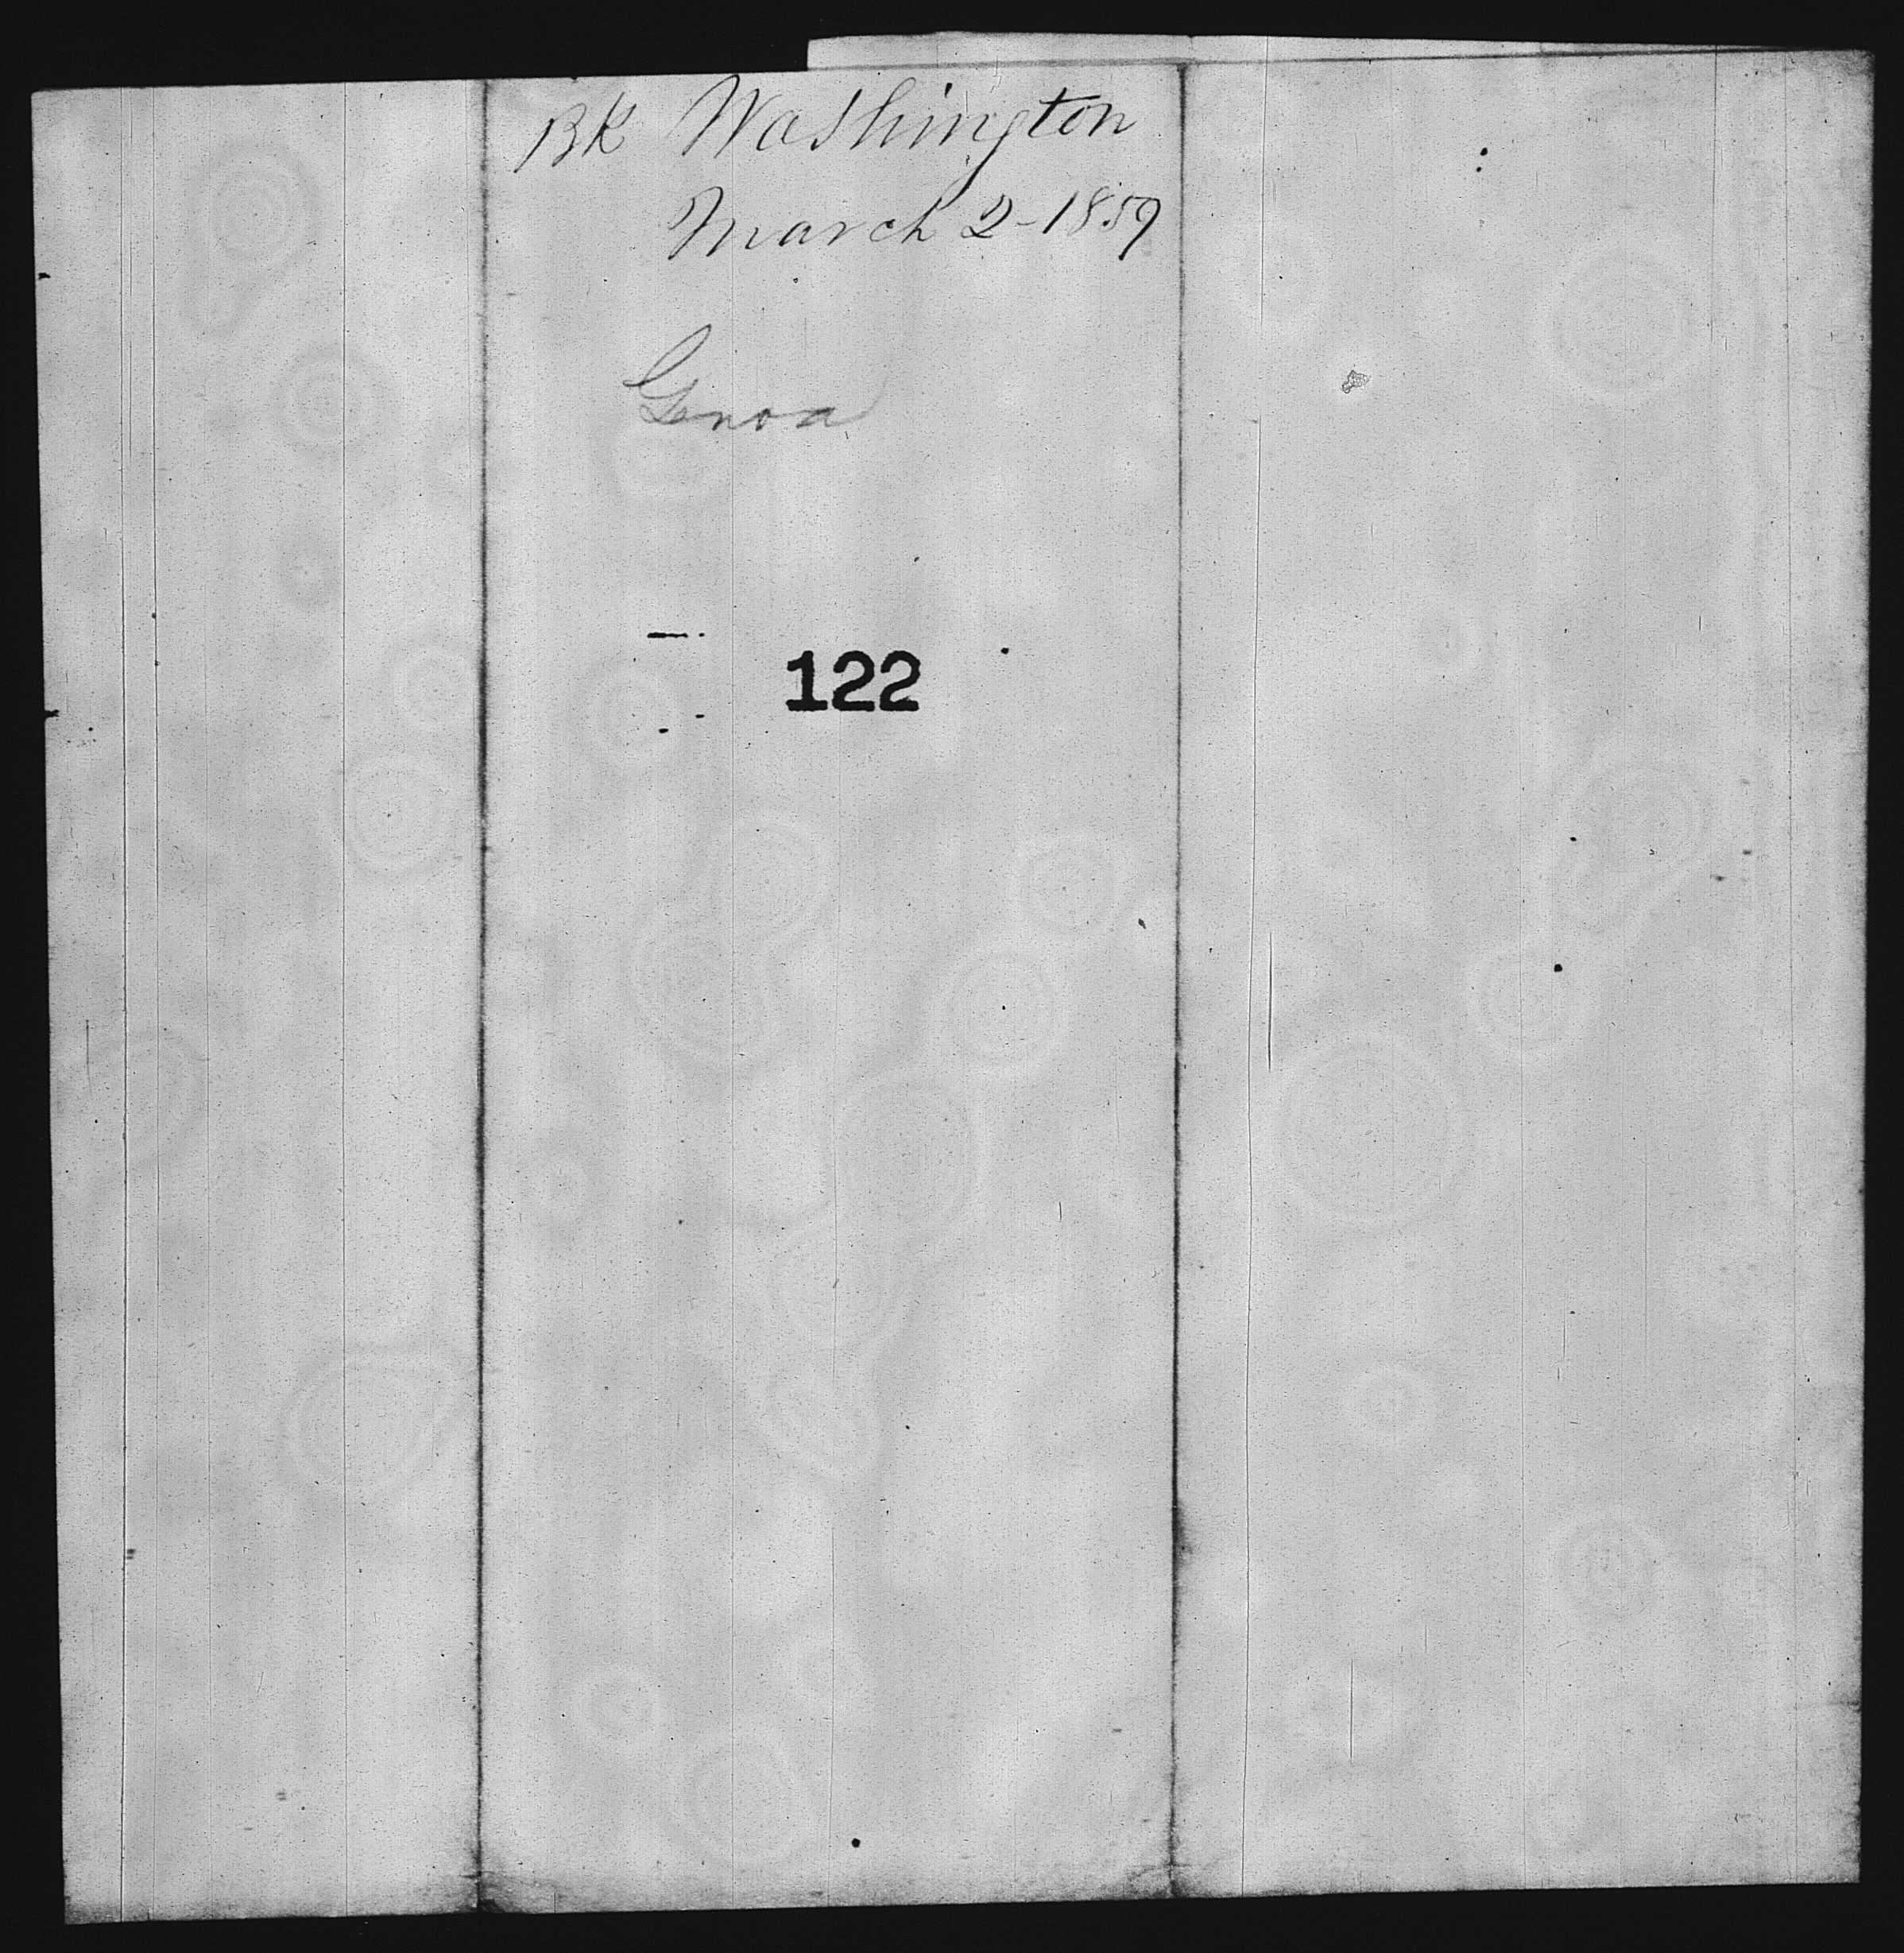 Bk Washington
March 2-1859
Genoa
122